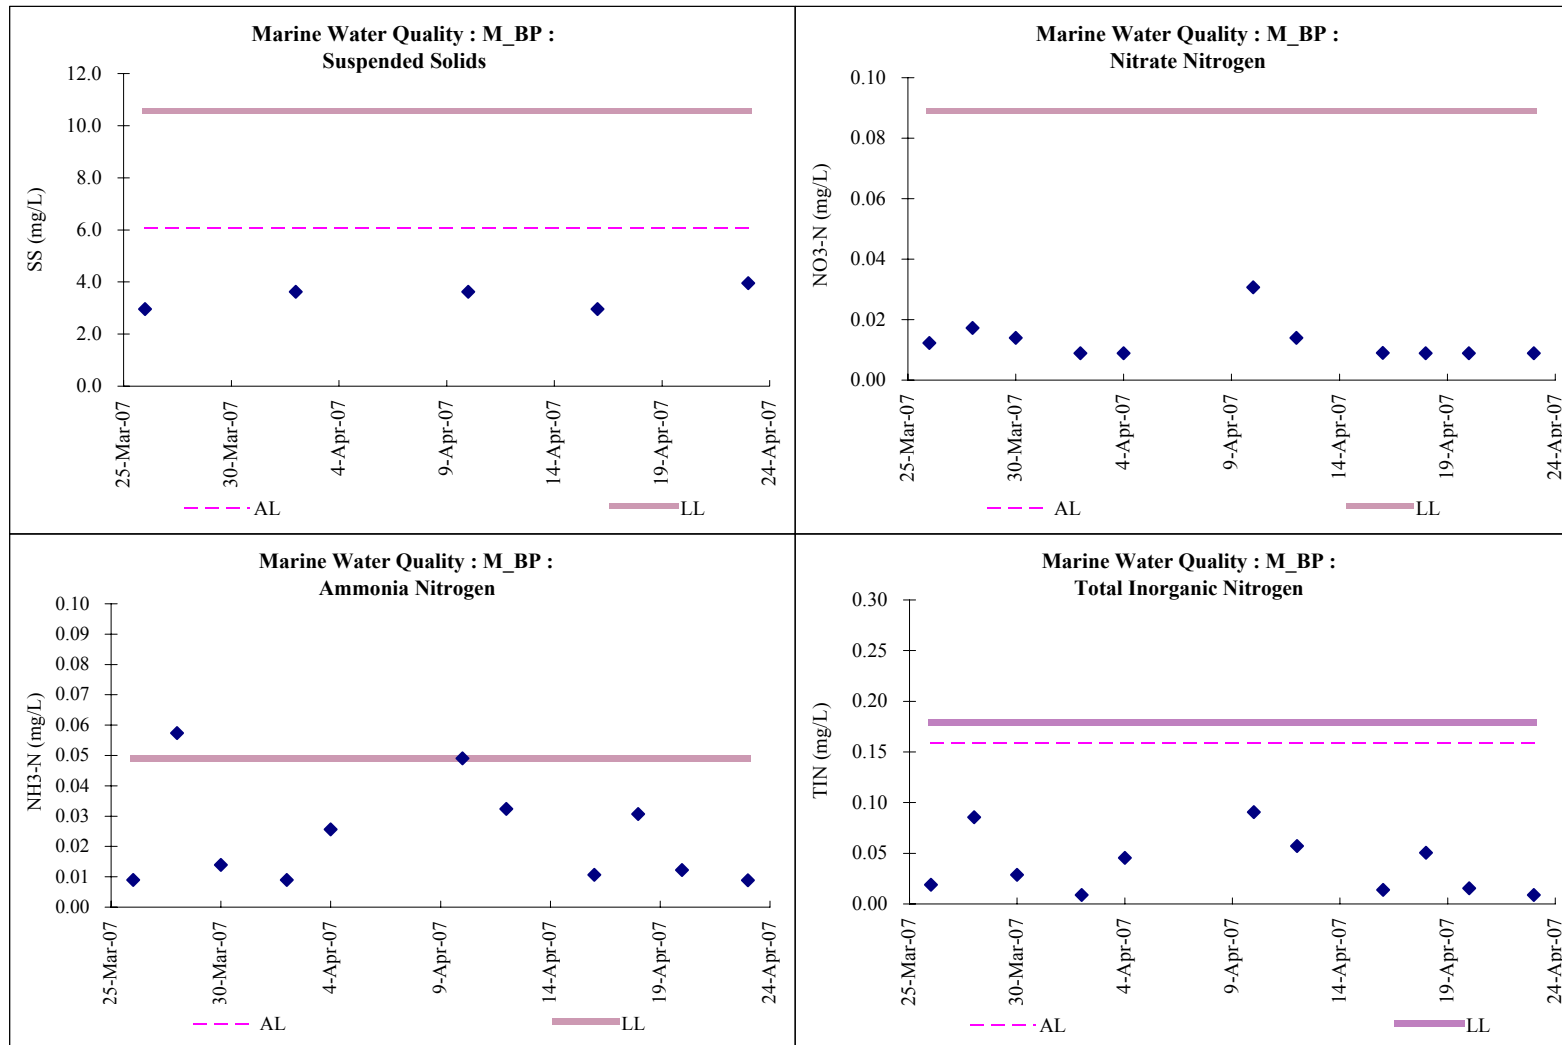 Marine Water Quality : M_BP :
Suspended Solids
12.0
10.0
8.0
6.0
4.0
2.0
0.0
SS (mg/L)
25-Mar-07
30-Mar-07
4-Apr-07
9-Apr-07
14-Apr-07
19-Apr-07
24-Apr-07
AL
LL
Marine Water Quality : M_BP :
Nitrate Nitrogen
0.10
0.08
0.06
0.04
0.02
0.00
NO3-N (mg/L)
25-Mar-07
30-Mar-07
4-Apr-07
9-Apr-07
14-Apr-07
19-Apr-07
24-Apr-07
AL
LL
Marine Water Quality : M_BP :
Ammonia Nitrogen
0.10
0.09
0.08
0.07
0.06
0.05
0.04
0.03
0.02
0.01
0.00
NH3-N (mg/L)
25-Mar-07
30-Mar-07
4-Apr-07
9-Apr-07
14-Apr-07
19-Apr-07
24-Apr-07
AL
LL
Marine Water Quality : M_BP :
Total Inorganic Nitrogen
0.30
0.25
0.20
0.15
0.10
0.05
0.00
TIN (mg/L)
25-Mar-07
30-Mar-07
4-Apr-07
9-Apr-07
14-Apr-07
19-Apr-07
24-Apr-07
AL
LL